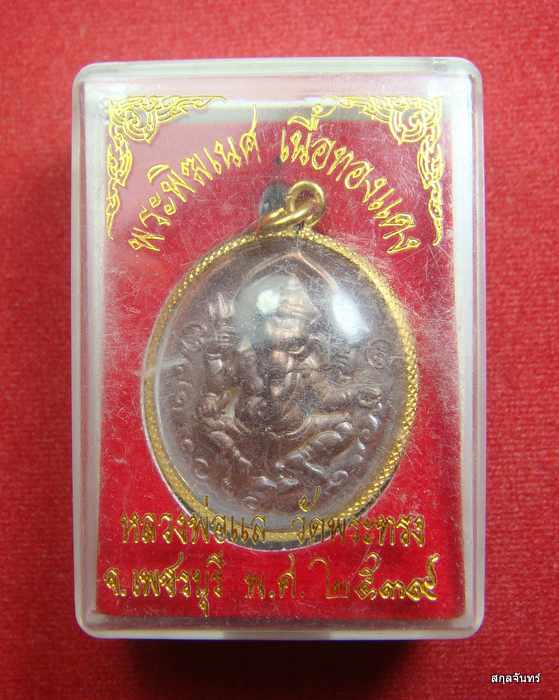 พระพิฆเนศ เนื้อทองแดง
หลวงพ่อแล วัดพระทรง
จ.เพชรบุรี พ.ศ. ๒๕๓๙
สกุลจันทร์